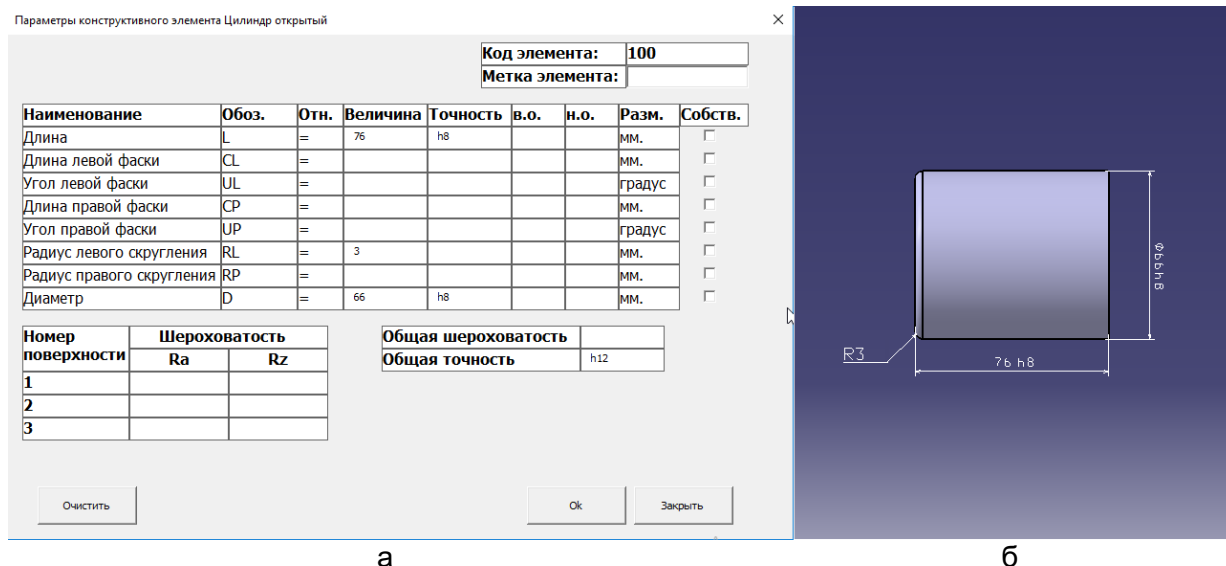 Параметры конструктивного элемента Цилиндр открытый
Код элемента: 100
Метка элемента:
Наименование Обоз. Отн. Величина Точность в.о. н.о. Разм. Собств.
Длина L = 76 h8 мм.
Длина левой фаски CL = мм.
Угол левой фаски UL = градус
Длина правой фаски CP = мм.
Угол правой фаски UP = градус
Радиус левого скругления RL = 3 мм.
Радиус правого скругления RP = мм.
Диаметр D = 66 h8 мм.
Номер поверхности Шероховатость
Ra Rz
1
2
3
Общая шероховатость
Общая точность h12
Очистить Ok Закрыть
а
R3
76 h8
Φ66h8
б